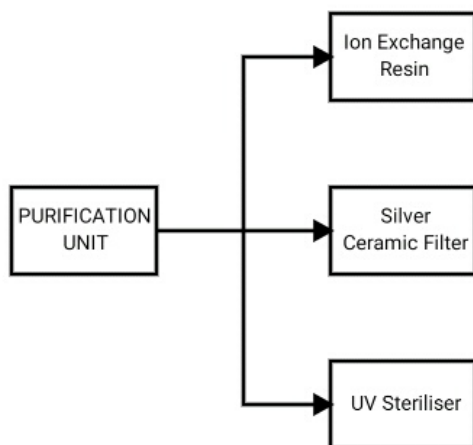 Ion Exchange
Resin
PURIFICATION
UNIT
Silver
Ceramic Filter
UV Steriliser